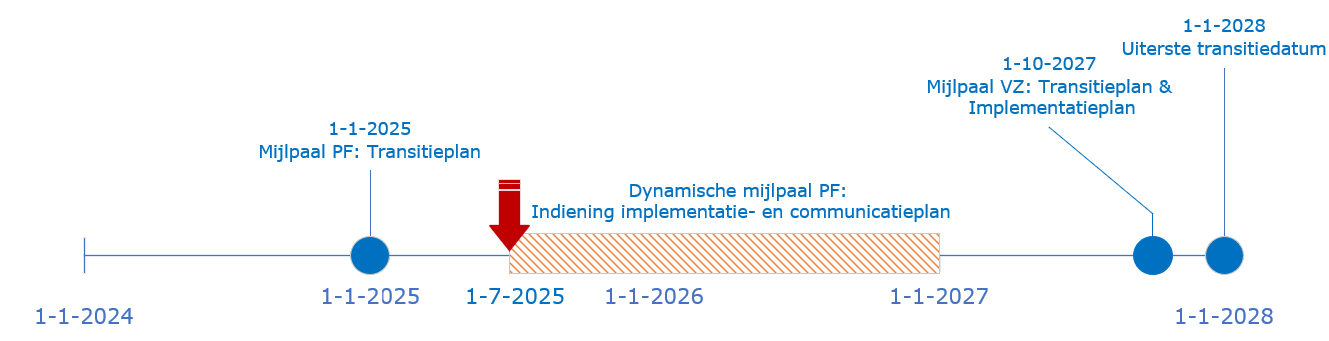 1-1-2028
Uiterste transitiedatum
1-10-2027
Mijlpaal VZ: Transitieplan &
Implementatieplan
1-1-2025
Mijlpaal PF: Transitieplan
Dynamische mijlpaal PF:
Indiening implementatie- en communicatieplan
1-1-2024
1-1-2025
1-7-2025
1-1-2026
1-1-2027
1-1-2028